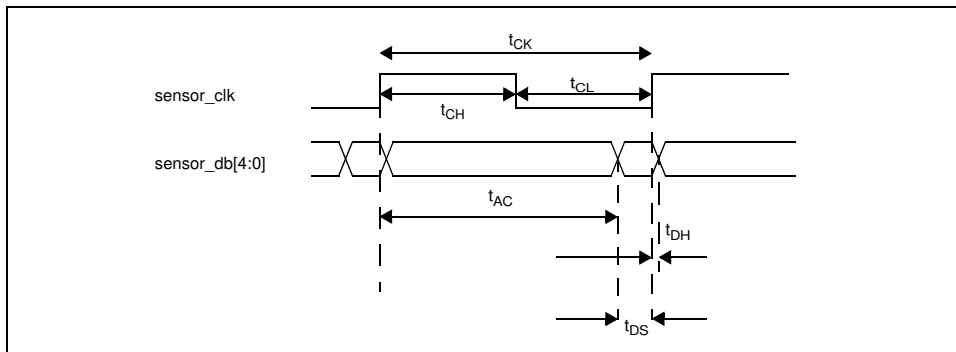 tCK
sensor_clk
tCL
tCH
sensor_db[4:0]
tAC
tDH
tDS